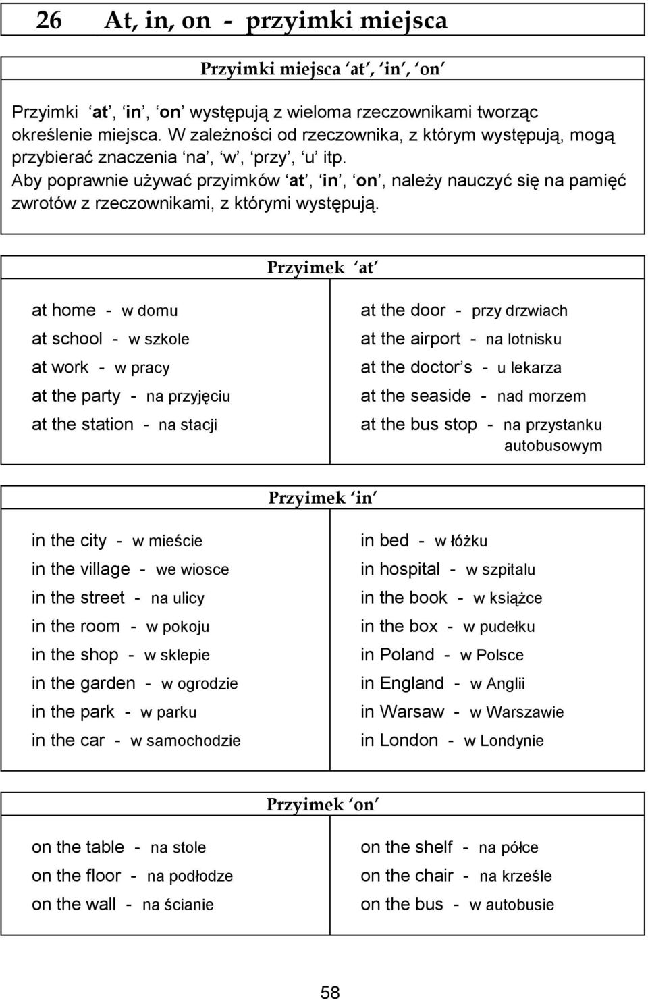 26 At, in, on - przyimki miejsca
Przyimki miejsca ‘at’, ‘in’, ‘on’
Przyimki ‘at’, ‘in’, ‘on’ występują z wieloma rzeczownikami tworząc
określenie miejsca. W zależności od rzeczownika, z którym występują, mogą
przybierać znaczenia ‘na’, ‘w’, ‘przy’, ‘u’ itp.
Aby poprawnie używać przyimków ‘at’, ‘in’, ‘on’, należy nauczyć się na pamięć
zwrotów z rzeczownikami, z którymi występują.
Przyimek ‘at’
at home - w domu
at school - w szkole
at work - w pracy
at the party - na przyjęciu
at the station - na stacji
at the door - przy drzwiach
at the airport - na lotnisku
at the doctor’s - u lekarza
at the seaside - nad morzem
at the bus stop - na przystanku
autobusowym
Przyimek ‘in’
in the city - w mieście
in the village - we wiosce
in the street - na ulicy
in the room - w pokoju
in the shop - w sklepie
in the garden - w ogrodzie
in the park - w parku
in the car - w samochodzie
in bed - w łóżku
in hospital - w szpitalu
in the book - w książce
in the box - w pudełku
in Poland - w Polsce
in England - w Anglii
in Warsaw - w Warszawie
in London - w Londynie
Przyimek ‘on’
on the table - na stole
on the floor - na podłodze
on the wall - na ścianie
on the shelf - na półce
on the chair - na krześle
on the bus - w autobusie
58